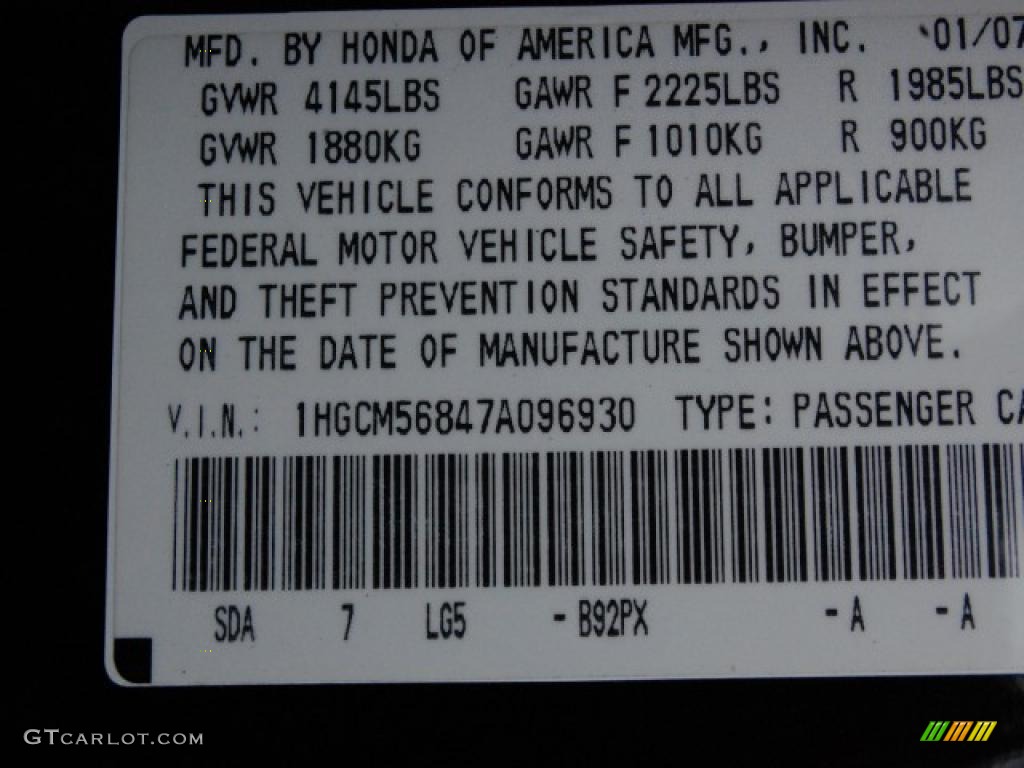 MFD. BY HONDA OF AMERICA MFG., INC. 01/07
GVWR 4145LBS GAWR F 2225LBS R 1985LBS
GVWR 1880KG GAWR F 1010KG R 900KG
THIS VEHICLE CONFORMS TO ALL APPLICABLE
FEDERAL MOTOR VEHICLE SAFETY, BUMPER,
AND THEFT PREVENTION STANDARDS IN EFFECT
ON THE DATE OF MANUFACTURE SHOWN ABOVE.
V.I.N.: 1HGCM56847A096930 TYPE: PASSENGER CA
SDA 7 LG5 - B92PX - A - A
GTCARLOT.COM